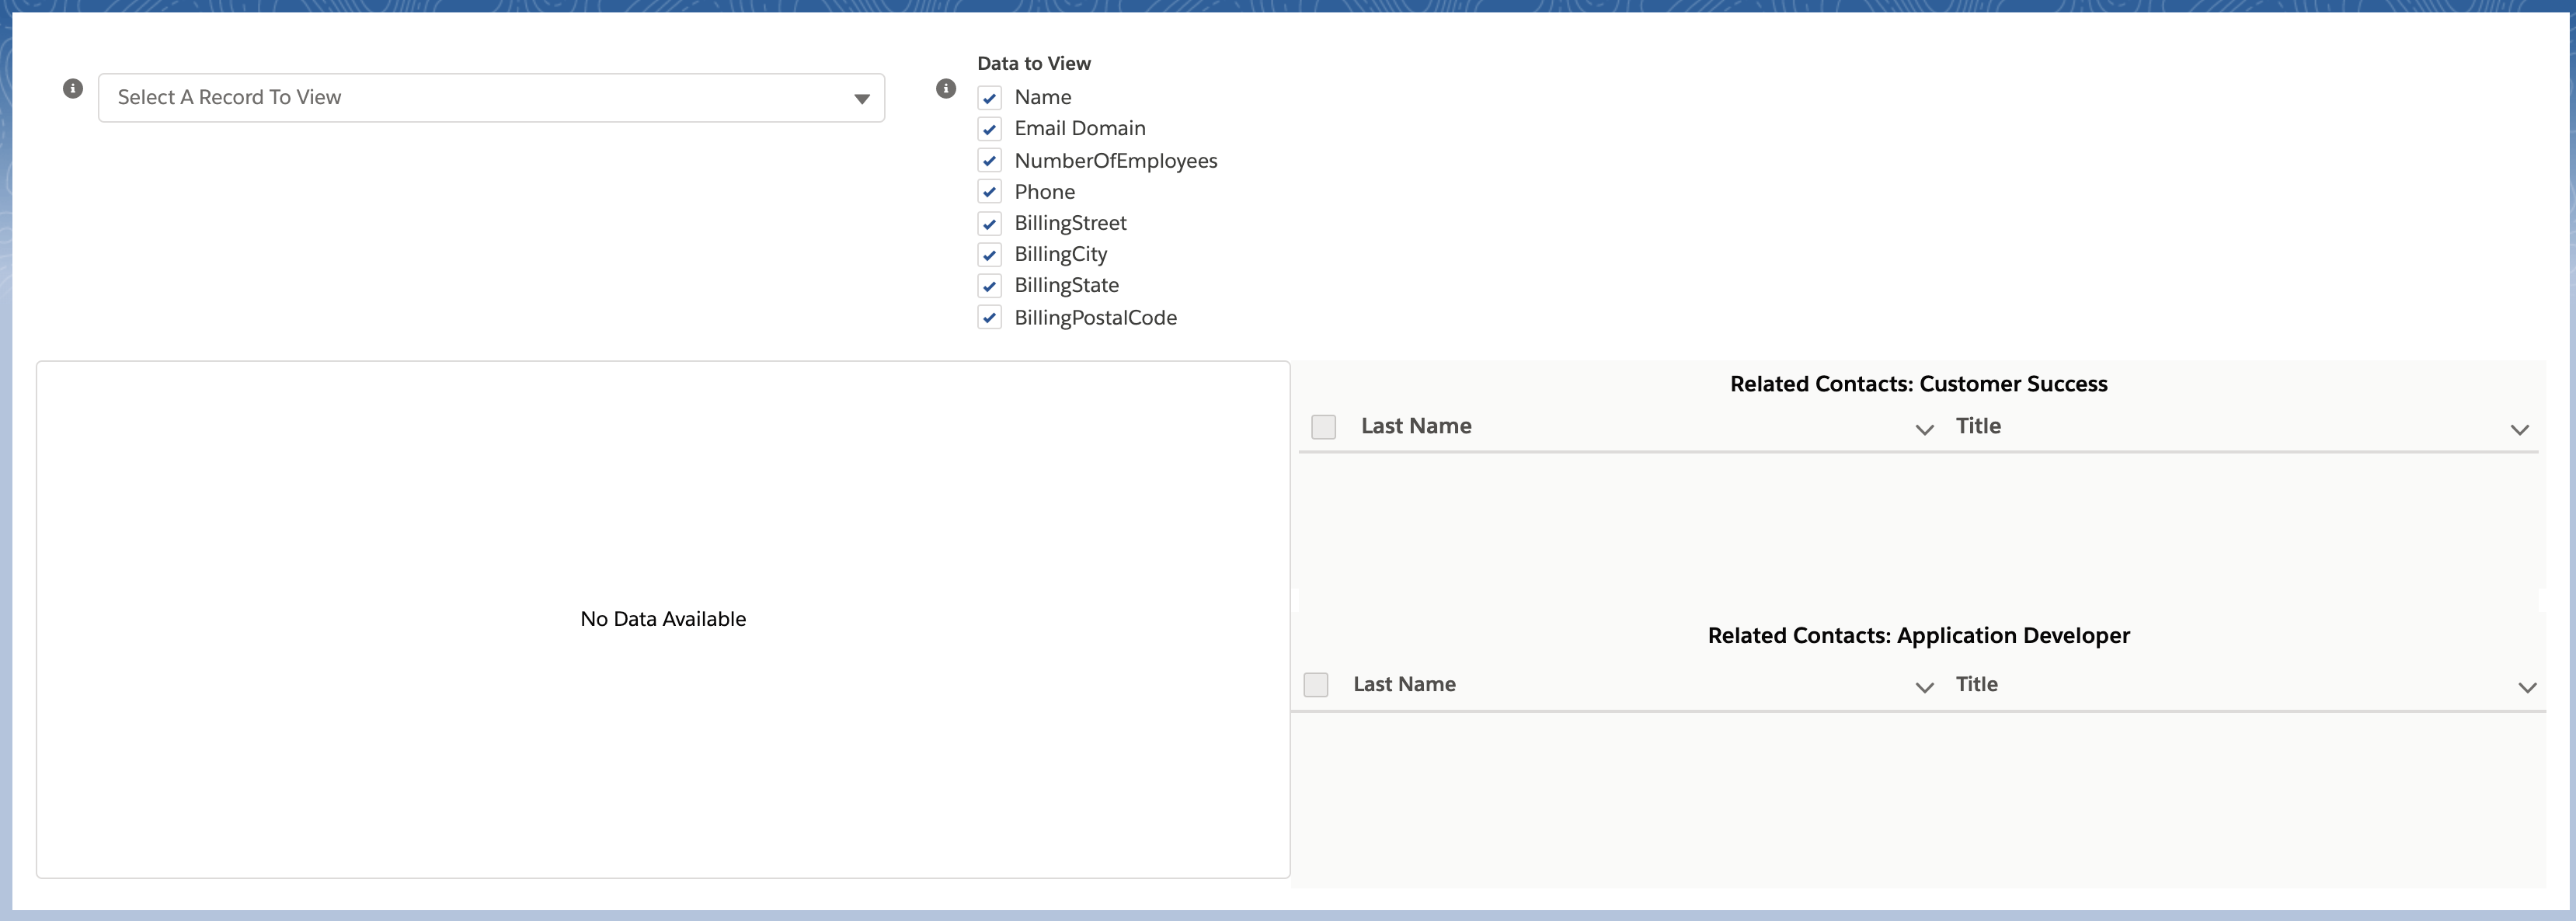 Select A Record To View
Data to View
Name
Email Domain
NumberOfEmployees
Phone
BillingStreet
BillingCity
BillingState
BillingPostalCode
No Data Available
Related Contacts: Customer Success
Last Name Title
Related Contacts: Application Developer
Last Name Title